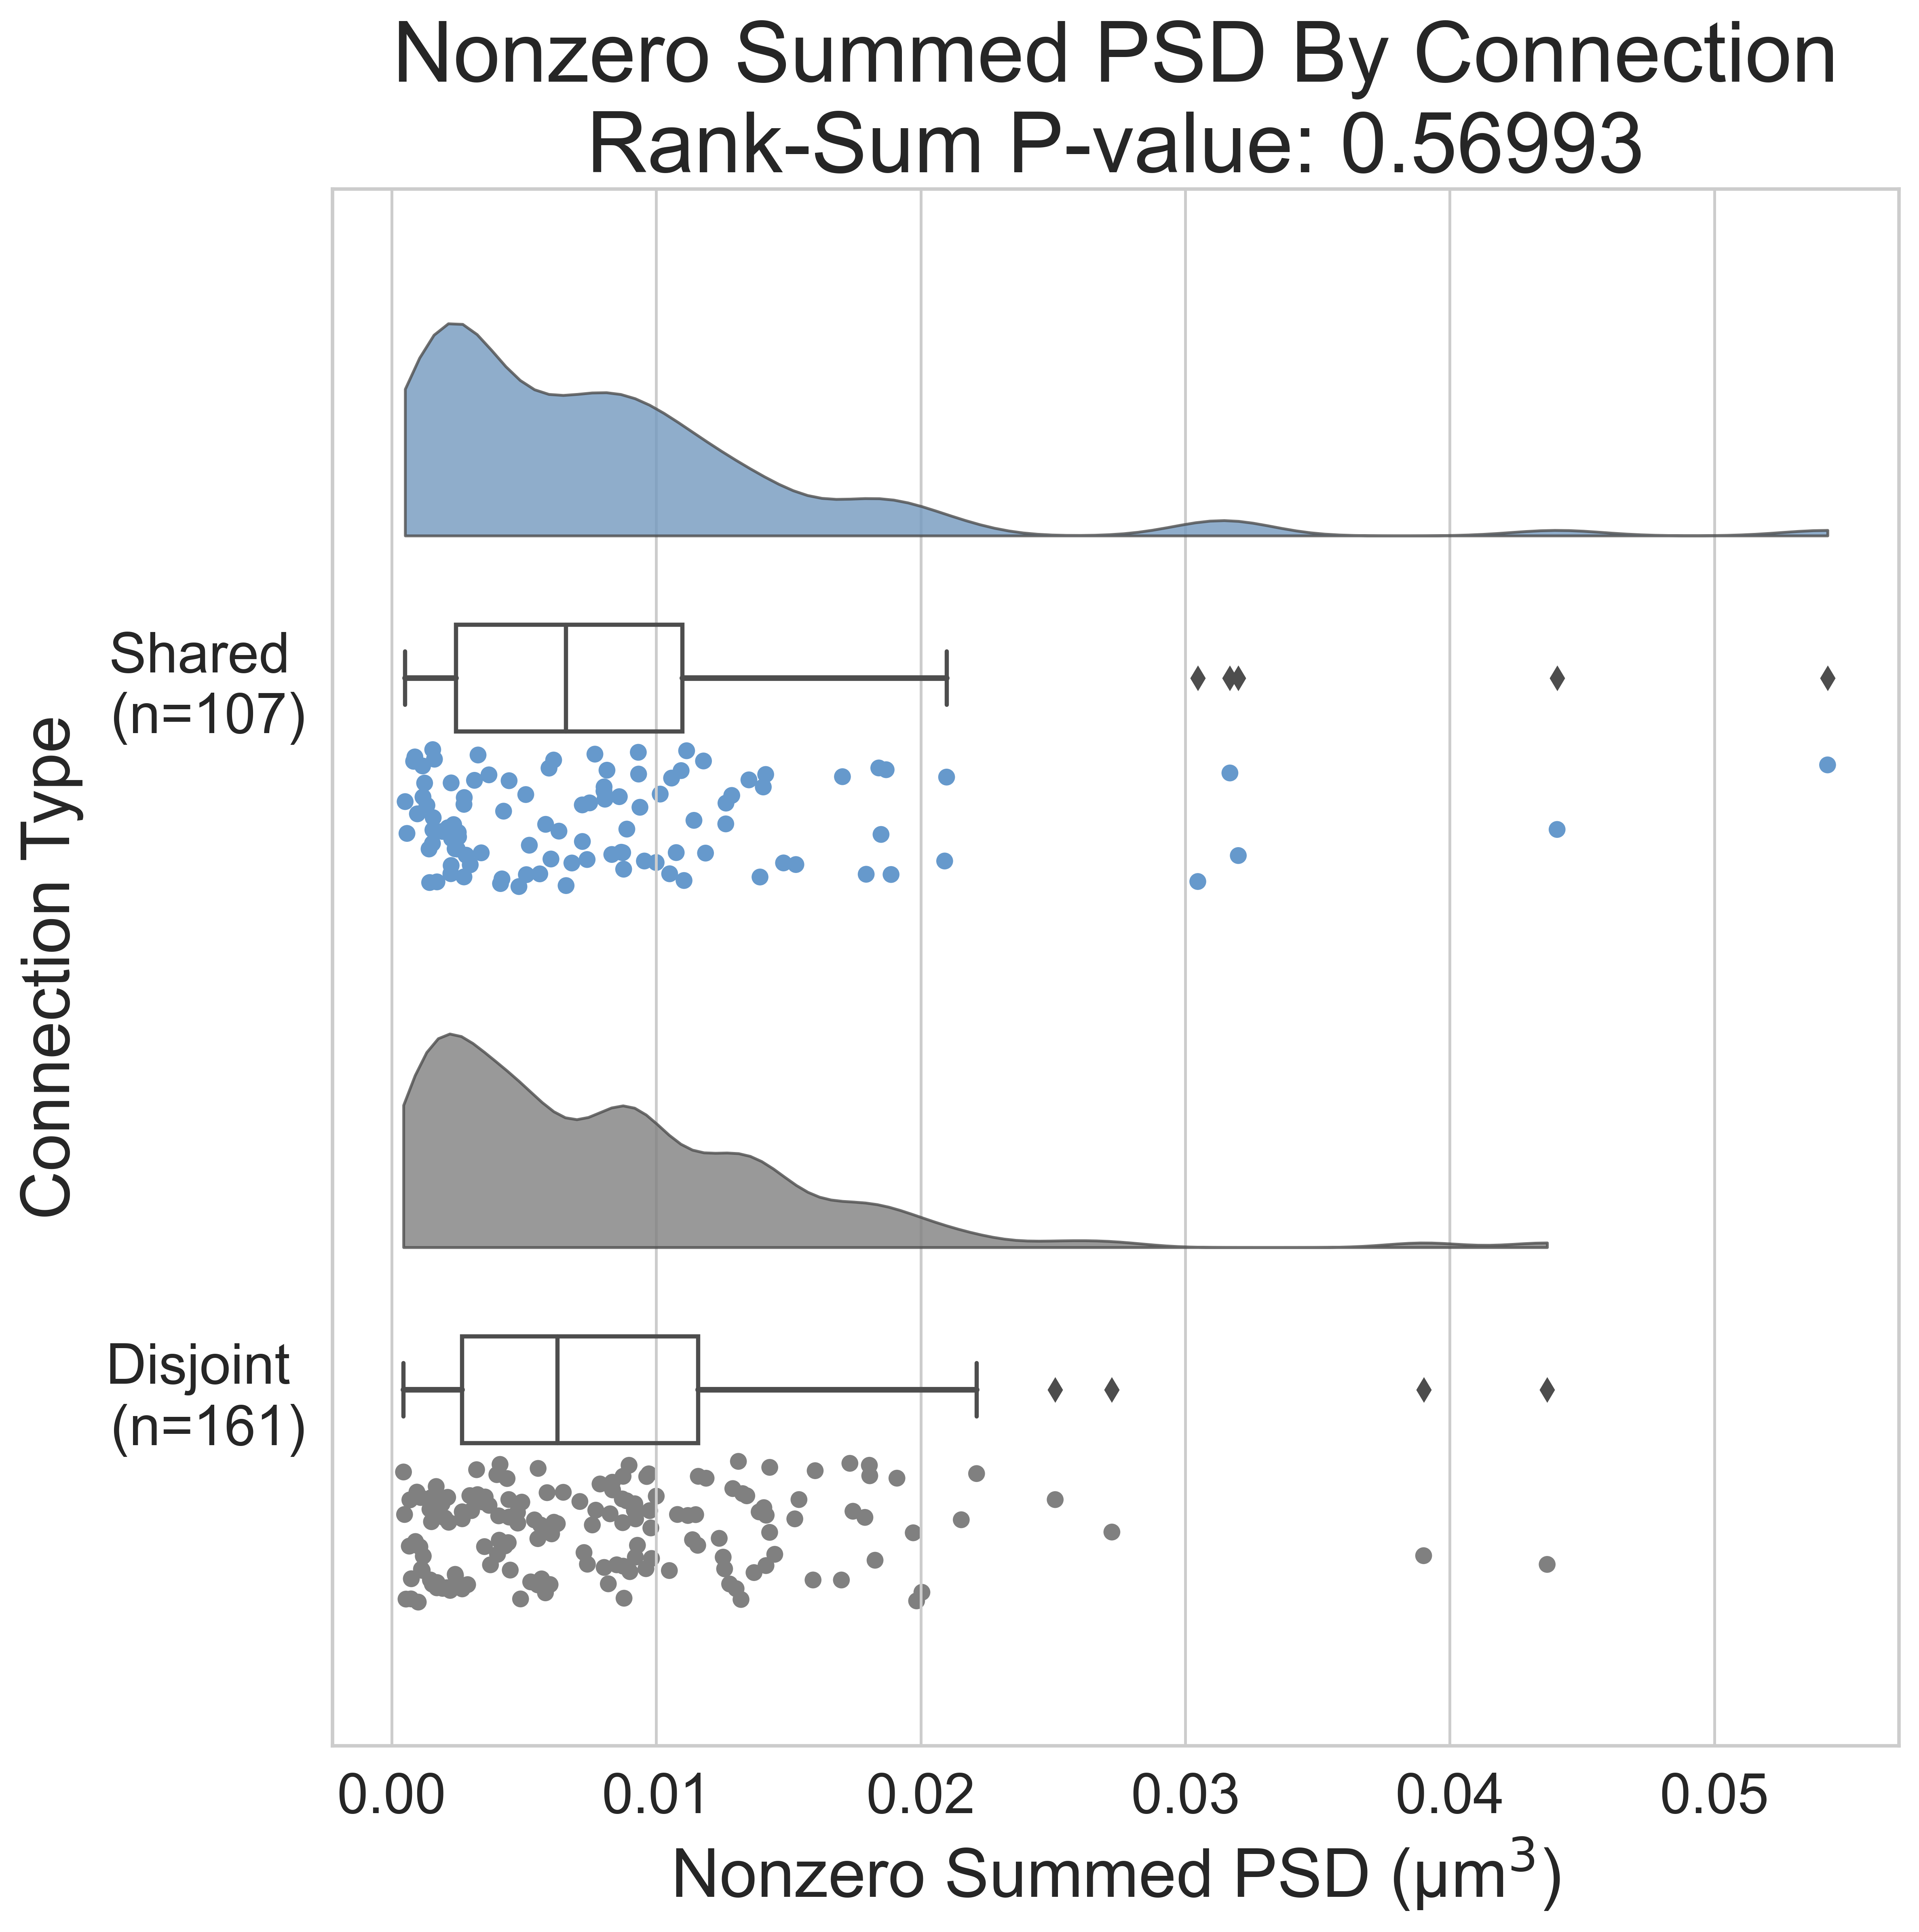 Nonzero Summed PSD By Connection
Rank-Sum P-value: 0.56993
Connection Type
Shared
(n=107)
Disjoint
(n=161)
0.00 0.01 0.02 0.03 0.04 0.05
Nonzero Summed PSD (μm³)